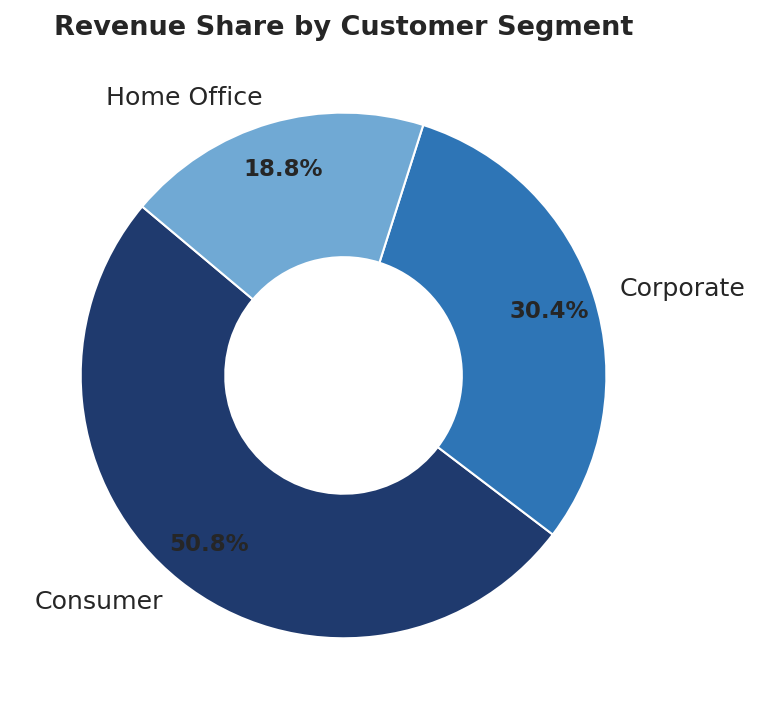 Revenue Share by Customer Segment
Home Office
18.8%
Corporate
30.4%
50.8%
Consumer